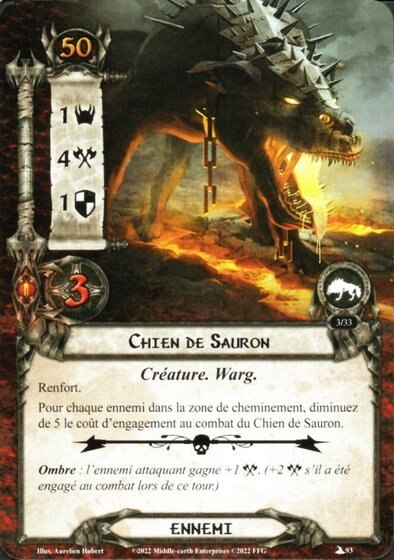 50
1
4
1
3
3/33
CHIEN DE SAURON
Créature. Warg.
Renfort.
Pour chaque ennemi dans la zone de cheminement, diminuez
de 5 le coût d'engagement au combat du Chien de Sauron.
Ombre : l'ennemi attaquant gagne +1 . (+2 s'il a été
engagé au combat lors de ce tour.)
ENNEMI
Illus. Aurelien Hubert ©2022 Middle-earth Enterprises ©2022 FFG 93